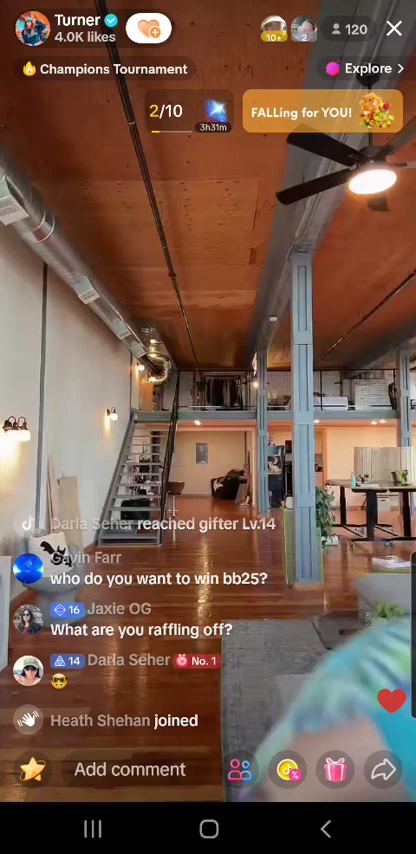 Turner
4.0K likes
10+
2
120
Champions Tournament
Explore >
2/10
3h31m
FALLing for YOU!
Darla Seher reached gifter Lv.14
Gavin Farr
who do you want to win bb25?
16 Jaxie OG
What are you raffling off?
14 Darla Seher No. 1
Heath Shehan joined
Add comment